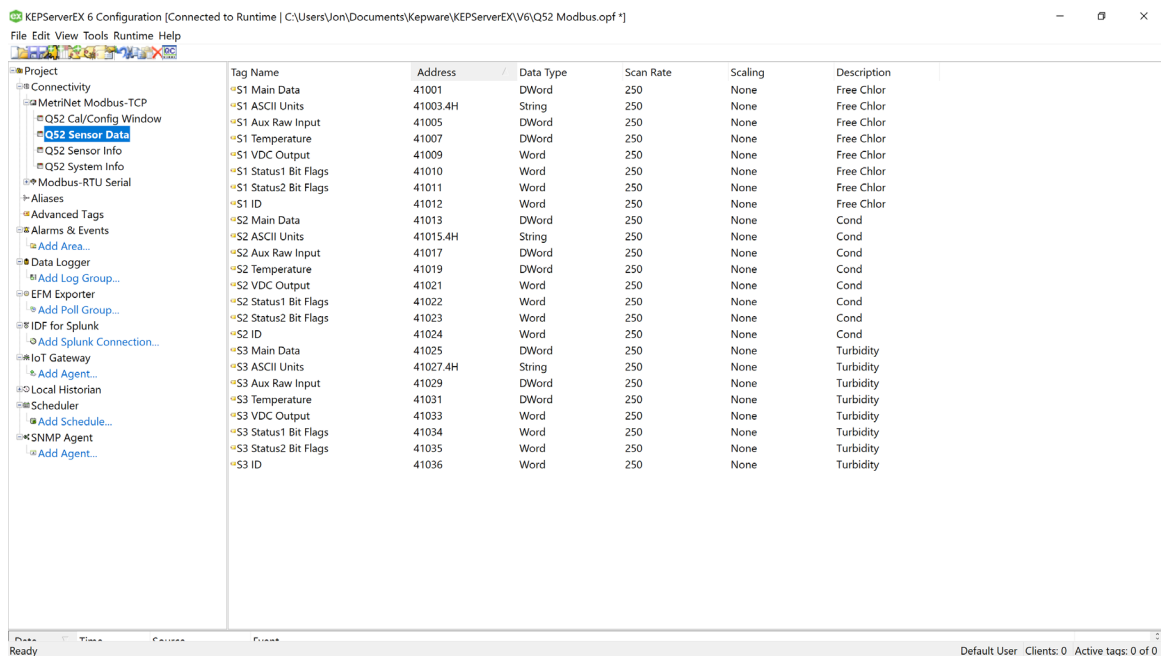 KEPServerEX 6 Configuration [Connected to Runtime | C:\Users\Jon\Documents\Kepware\KEPServerEX\V6\Q52 Modbus.opf *]
File Edit View Tools Runtime Help
Project
Connectivity
MetriNet Modbus-TCP
Q52 Cal/Config Window
Q52 Sensor Data
Q52 Sensor Info
Q52 System Info
Modbus-RTU Serial
Aliases
Advanced Tags
Alarms & Events
Add Area...
Data Logger
Add Log Group...
EFM Exporter
Add Poll Group...
IDF for Splunk
Add Splunk Connection...
IoT Gateway
Add Agent...
Local Historian
Scheduler
Add Schedule...
SNMP Agent
Add Agent...
Tag Name Address Data Type Scan Rate Scaling Description
S1 Main Data 41001 DWord 250 None Free Chlor
S1 ASCII Units 41003.4H String 250 None Free Chlor
S1 Aux Raw Input 41005 DWord 250 None Free Chlor
S1 Temperature 41007 DWord 250 None Free Chlor
S1 VDC Output 41009 Word 250 None Free Chlor
S1 Status1 Bit Flags 41010 Word 250 None Free Chlor
S1 Status2 Bit Flags 41011 Word 250 None Free Chlor
S1 ID 41012 Word 250 None Free Chlor
S2 Main Data 41013 DWord 250 None Cond
S2 ASCII Units 41015.4H String 250 None Cond
S2 Aux Raw Input 41017 DWord 250 None Cond
S2 Temperature 41019 DWord 250 None Cond
S2 VDC Output 41021 Word 250 None Cond
S2 Status1 Bit Flags 41022 Word 250 None Cond
S2 Status2 Bit Flags 41023 Word 250 None Cond
S2 ID 41024 Word 250 None Cond
S3 Main Data 41025 DWord 250 None Turbidity
S3 ASCII Units 41027.4H String 250 None Turbidity
S3 Aux Raw Input 41029 DWord 250 None Turbidity
S3 Temperature 41031 DWord 250 None Turbidity
S3 VDC Output 41033 Word 250 None Turbidity
S3 Status1 Bit Flags 41034 Word 250 None Turbidity
S3 Status2 Bit Flags 41035 Word 250 None Turbidity
S3 ID 41036 Word 250 None Turbidity
Date Time Source Event
Ready Default User Clients: 0 Active tags: 0 of 0